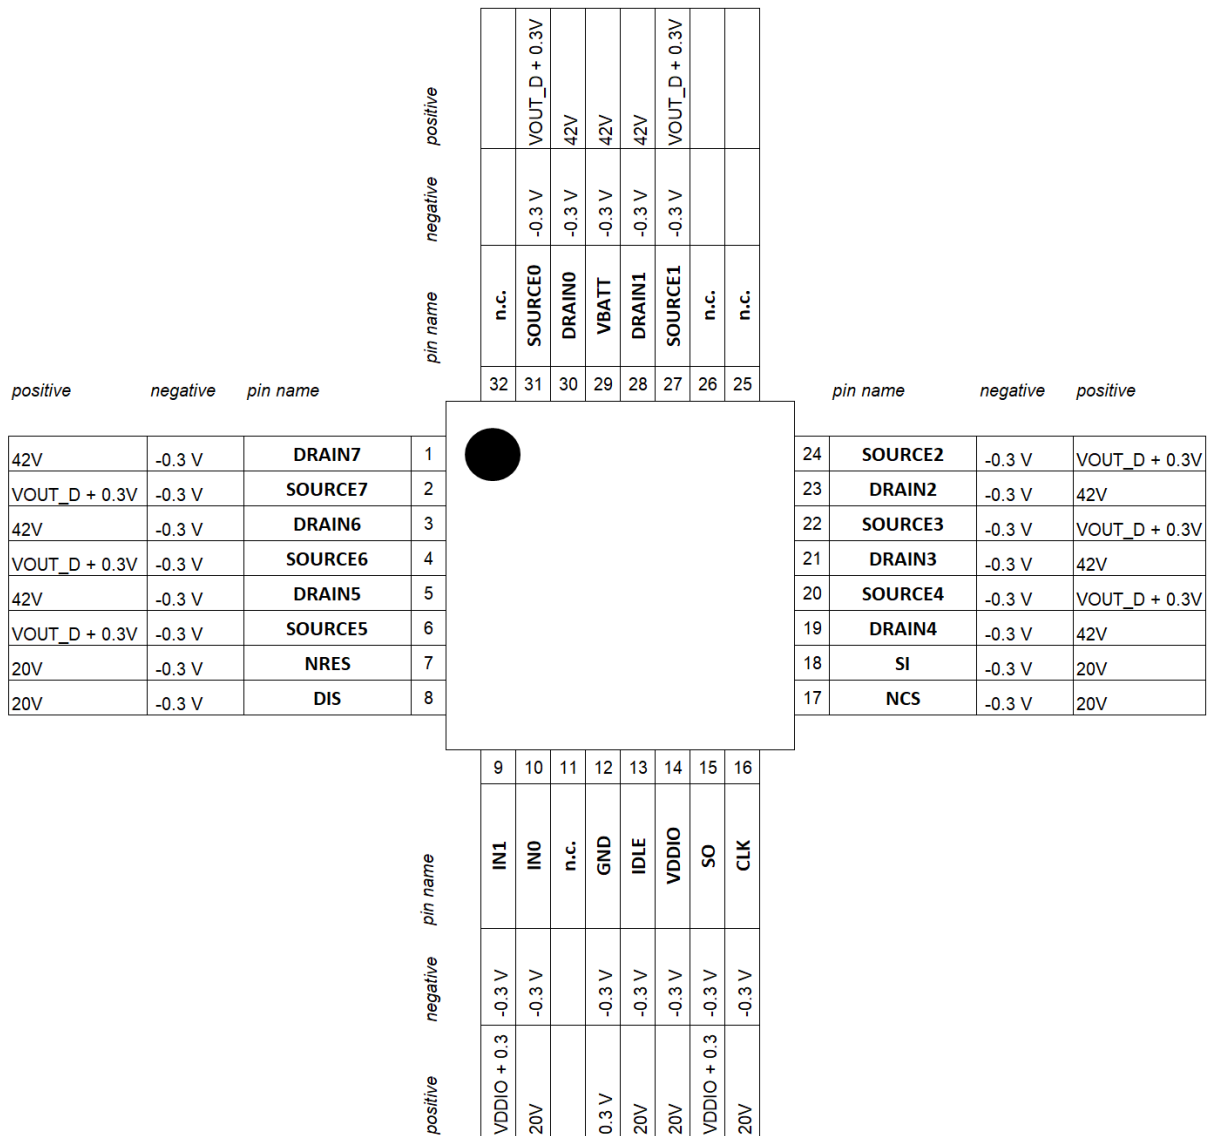 positive VOUT_D + 0.3V 42V 42V 42V VOUT_D + 0.3V
negative -0.3 V -0.3 V -0.3 V -0.3 V -0.3 V
pin name n.c. SOURCE0 DRAIN0 VBATT DRAIN1 SOURCE1 n.c. n.c.
32 31 30 29 28 27 26 25
positive negative pin name
42V -0.3 V DRAIN7 1
VOUT_D + 0.3V -0.3 V SOURCE7 2
42V -0.3 V DRAIN6 3
VOUT_D + 0.3V -0.3 V SOURCE6 4
42V -0.3 V DRAIN5 5
VOUT_D + 0.3V -0.3 V SOURCE5 6
20V -0.3 V NRES 7
20V -0.3 V DIS 8
pin name negative positive
24 SOURCE2 -0.3 V VOUT_D + 0.3V
23 DRAIN2 -0.3 V 42V
22 SOURCE3 -0.3 V VOUT_D + 0.3V
21 DRAIN3 -0.3 V 42V
20 SOURCE4 -0.3 V VOUT_D + 0.3V
19 DRAIN4 -0.3 V 42V
18 SI -0.3 V 20V
17 NCS -0.3 V 20V
9 10 11 12 13 14 15 16
pin name IN1 IN0 n.c. GND IDLE VDDIO SO CLK
negative -0.3 V -0.3 V -0.3 V -0.3 V -0.3 V -0.3 V -0.3 V
positive VDDIO + 0.3 20V 0.3 V 20V 20V VDDIO + 0.3 20V